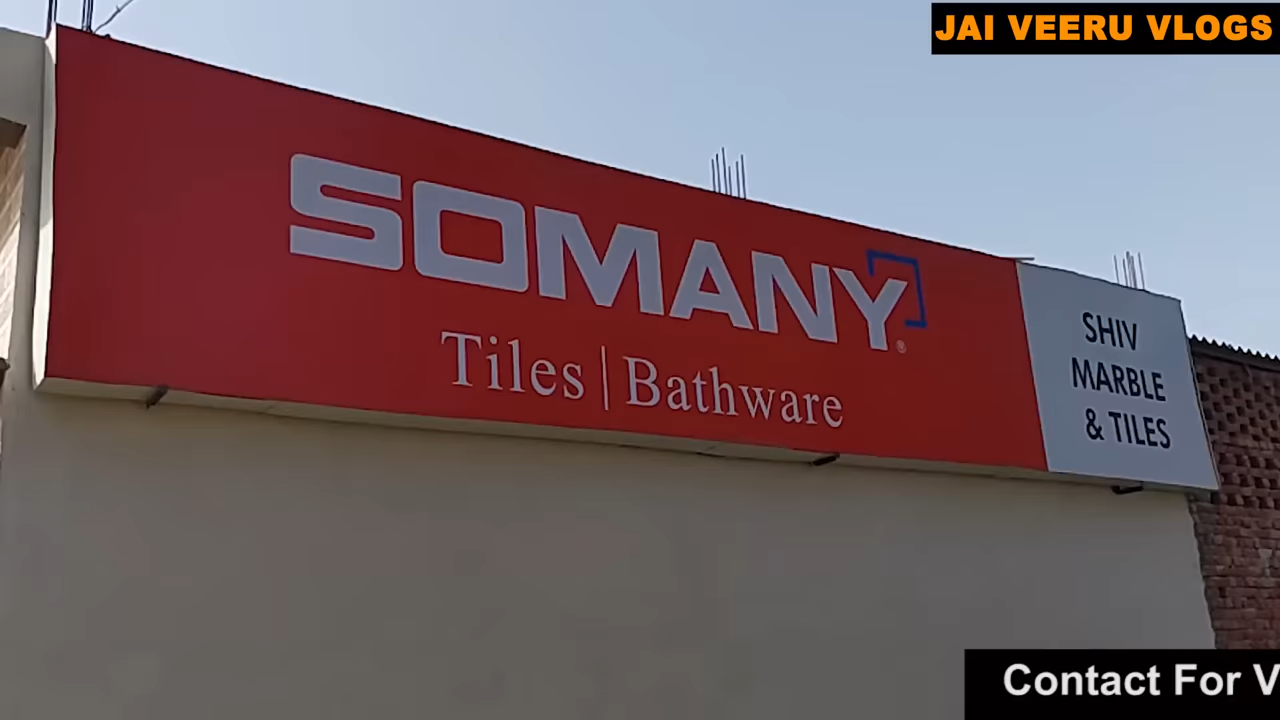 JAI VEERU VLOGS
SOMANY
Tiles | Bathware
SHIV
MARBLE
& TILES
Contact For V